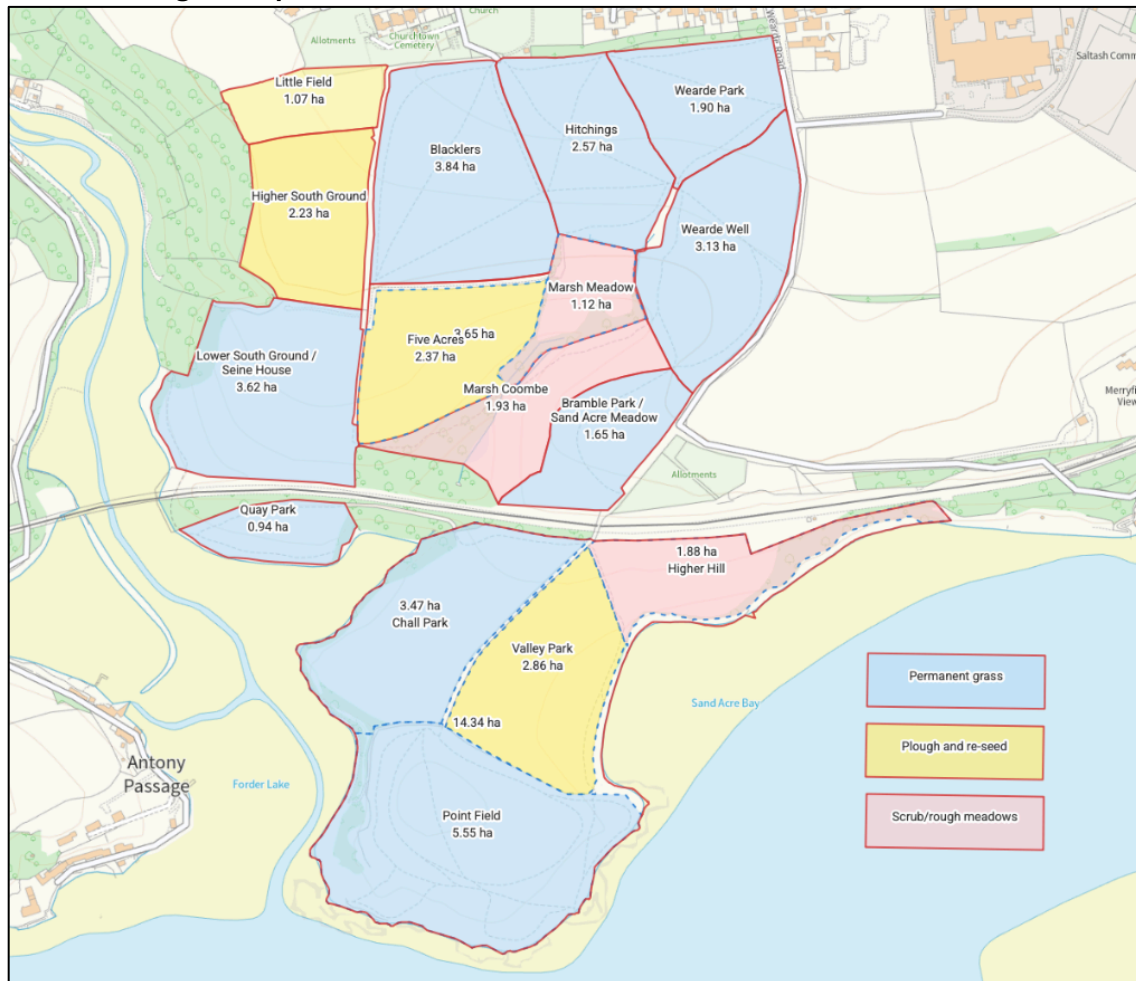 Allotments
Churchtown
Cemetery
Church
Wearde Road
Saltash Comm
Little Field
1.07 ha
Wearde Park
1.90 ha
Hitchings
2.57 ha
Blacklers
3.84 ha
Higher South Ground
2.23 ha
Wearde Well
3.13 ha
Marsh Meadow
1.12 ha
3.65 ha
Five Acres
2.37 ha
Lower South Ground /
Seine House
3.62 ha
Marsh Coombe
1.93 ha
Bramble Park /
Sand Acre Meadow
1.65 ha
Merryfi
View
Allotments
Quay Park
0.94 ha
1.88 ha
Higher Hill
3.47 ha
Chall Park
Valley Park
2.86 ha
14.34 ha
Sand Acre Bay
Permanent grass
Plough and re-seed
Scrub/rough meadows
Antony
Passage
Forder Lake
Point Field
5.55 ha